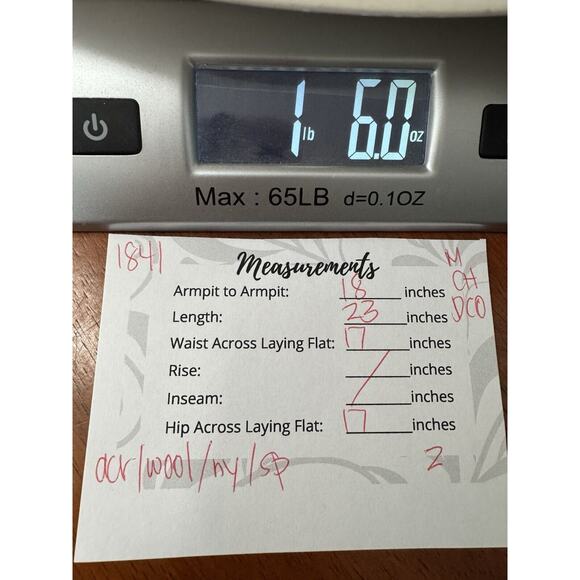 1 lb 6.0 oz
Max : 65LB d=0.1OZ
1841
Measurements
M
OH
DCO
Armpit to Armpit: 18 inches
Length: 23 inches
Waist Across Laying Flat: 17 inches
Rise: inches
Inseam: inches
Hip Across Laying Flat: 17 inches
acr/wool/ny/sp
2